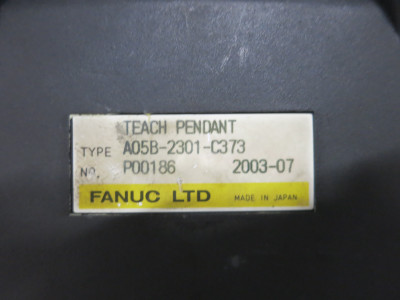 TEACH PENDANT
TYPE A05B-2301-C373
NO. P00186 2003-07
FANUC LTD MADE IN JAPAN